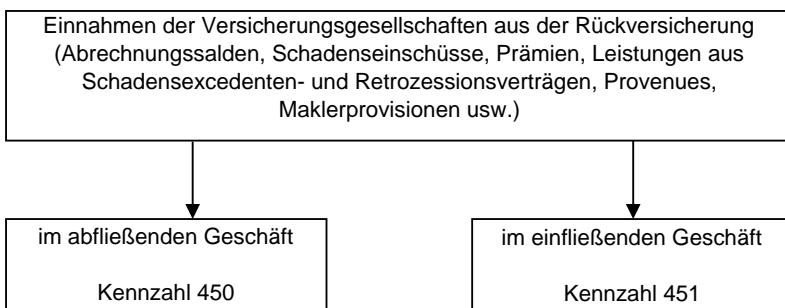 Einnahmen der Versicherungsgesellschaften aus der Rückversicherung
(Abrechnungssalden, Schadenseinschüsse, Prämien, Leistungen aus
Schadensexcedenten- und Retrozessionsverträgen, Provenues,
Maklerprovisionen usw.)
im abfließenden Geschäft
Kennzahl 450
im einfließenden Geschäft
Kennzahl 451